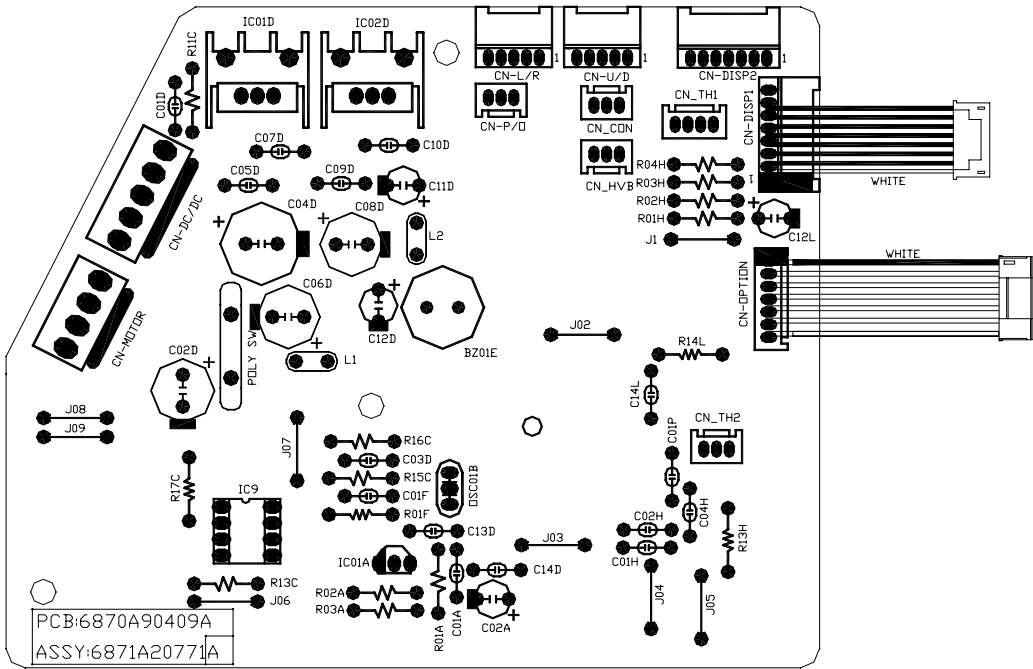 IC01D
IC02D
R11C
C01D
CN-L/R
1
CN-U/D
1
CN-DISP2
1
CN-P/O
CN_CON
CN_TH1
CN-DISP1
WHITE
1
C07D
C10D
CN_H/B
R04H
R03H
R02H
R01H
J1
C12L
C05D
C09D
C11D
CN-DC/DC
C04D
C08D
L2
WHITE
CN-OPTION
C06D
C12D
BZ01E
CN-MOTOR
POLY SW
J02
R14L
L1
C02D
C14L
J08
J09
J07
CN_TH2
C01P
R16C
C03D
R15C
C01F
R01F
OSC01B
R17C
IC9
C04H
C02H
C01H
R13H
C13D
J03
IC01A
C14D
R13C
J06
R02A
R03A
R01A
C01A
C02A
J04
J05
PCB:6870A90409A
ASSY:6871A20771A